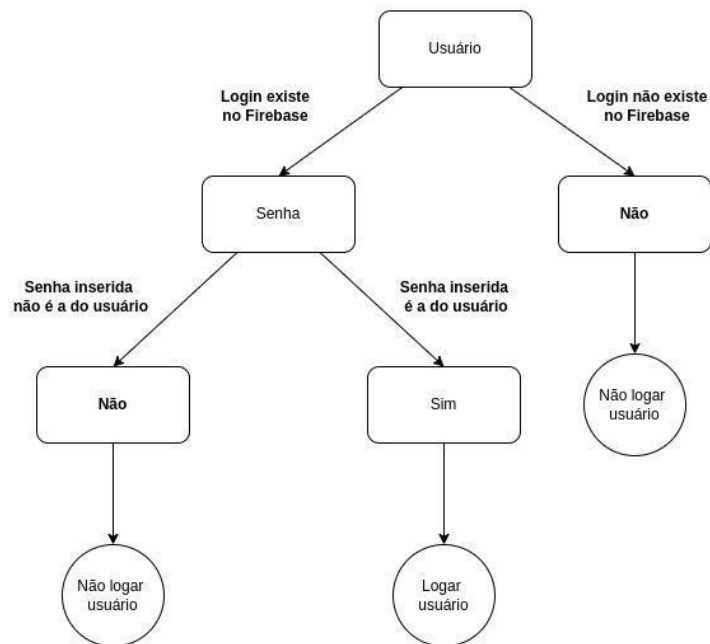 Usuário
Login existe
no Firebase
Login não existe
no Firebase
Senha
Não
Senha inserida
não é a do usuário
Senha inserida
é a do usuário
Não
Sim
Não logar
usuário
Não logar
usuário
Logar
usuário